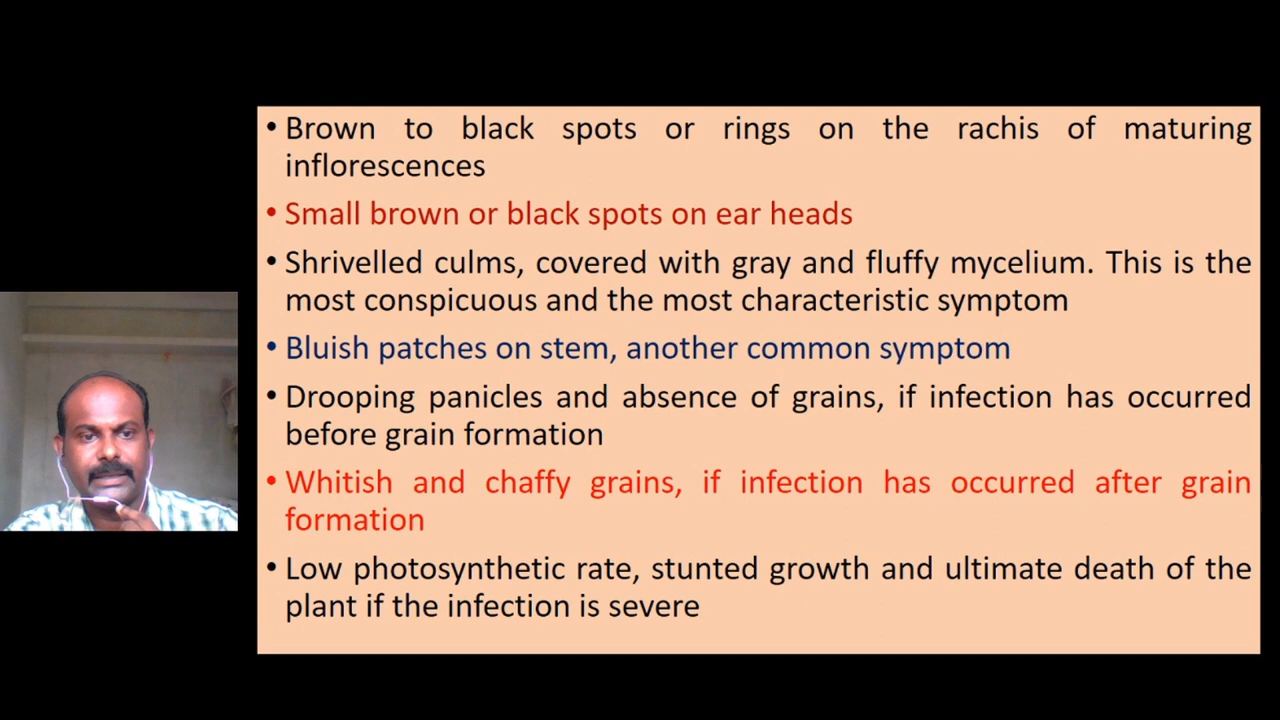 • Brown to black spots or rings on the rachis of maturing
inflorescences
• Small brown or black spots on ear heads
• Shrivelled culms, covered with gray and fluffy mycelium. This is the
most conspicuous and the most characteristic symptom
• Bluish patches on stem, another common symptom
• Drooping panicles and absence of grains, if infection has occurred
before grain formation
• Whitish and chaffy grains, if infection has occurred after grain
formation
• Low photosynthetic rate, stunted growth and ultimate death of the
plant if the infection is severe